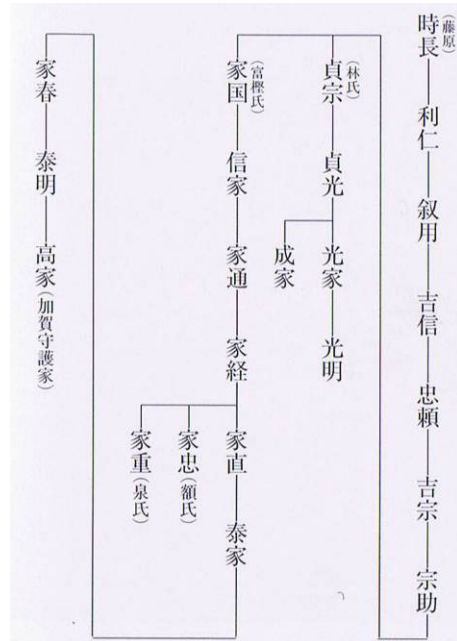 (藤原)
時長
利仁
叙用
吉信
忠頼
吉宗
宗助
(林氏)
貞宗
貞光
光家
光明
成家
(富樫氏)
家国
信家
家通
家経
家直
泰家
家忠(額氏)
家重(泉氏)
家春
泰明
高家(加賀守護家)